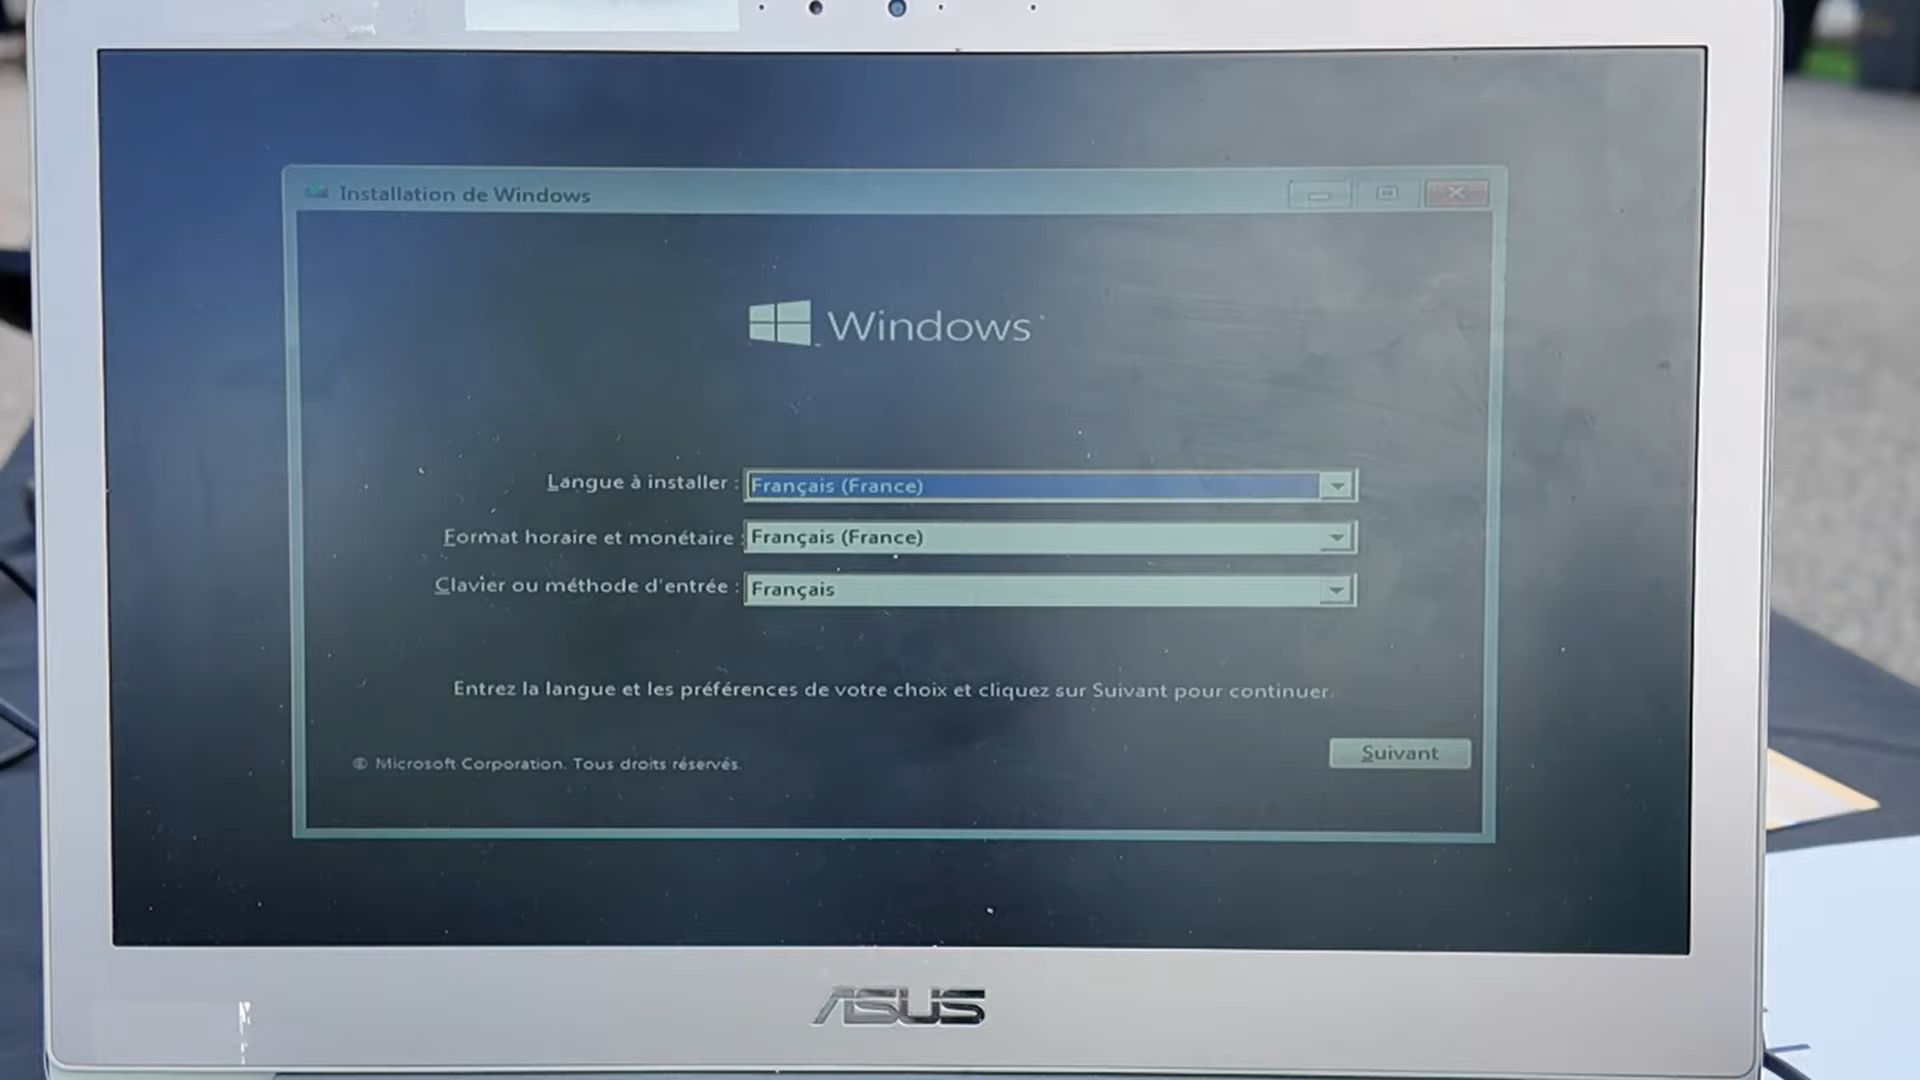 Installation de Windows
Windows
Langue à installer : Français (France)
Format horaire et monétaire : Français (France)
Clavier ou méthode d'entrée : Français
Entrez la langue et les préférences de votre choix et cliquez sur Suivant pour continuer.
Suivant
© Microsoft Corporation. Tous droits réservés.
ASUS